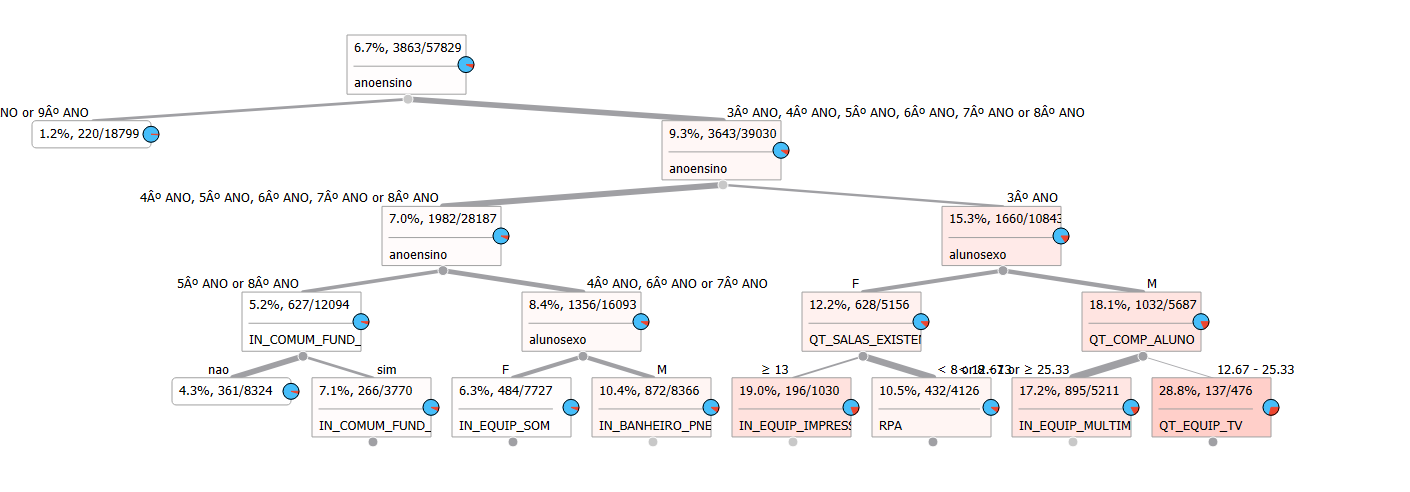 6.7%, 3863/57829
anoensino
NO or 9Âº ANO
3Âº ANO, 4Âº ANO, 5Âº ANO, 6Âº ANO, 7Âº ANO or 8Âº ANO
1.2%, 220/18799
9.3%, 3643/39030
anoensino
4Âº ANO, 5Âº ANO, 6Âº ANO, 7Âº ANO or 8Âº ANO
3Âº ANO
7.0%, 1982/28187
anoensino
15.3%, 1660/10843
alunosexo
5Âº ANO or 8Âº ANO
4Âº ANO, 6Âº ANO or 7Âº ANO
F
M
5.2%, 627/12094
IN_COMUM_FUND_
8.4%, 1356/16093
alunosexo
12.2%, 628/5156
QT_SALAS_EXISTEN
18.1%, 1032/5687
QT_COMP_ALUNO
nao
sim
F
M
≥ 13
< 8 or
≥ 25.33
12.67 - 25.33
4.3%, 361/8324
7.1%, 266/3770
IN_COMUM_FUND_
6.3%, 484/7727
IN_EQUIP_SOM
10.4%, 872/8366
IN_BANHEIRO_PNE
19.0%, 196/1030
IN_EQUIP_IMPRESS
10.5%, 432/4126
RPA
17.2%, 895/5211
IN_EQUIP_MULTIM
28.8%, 137/476
QT_EQUIP_TV